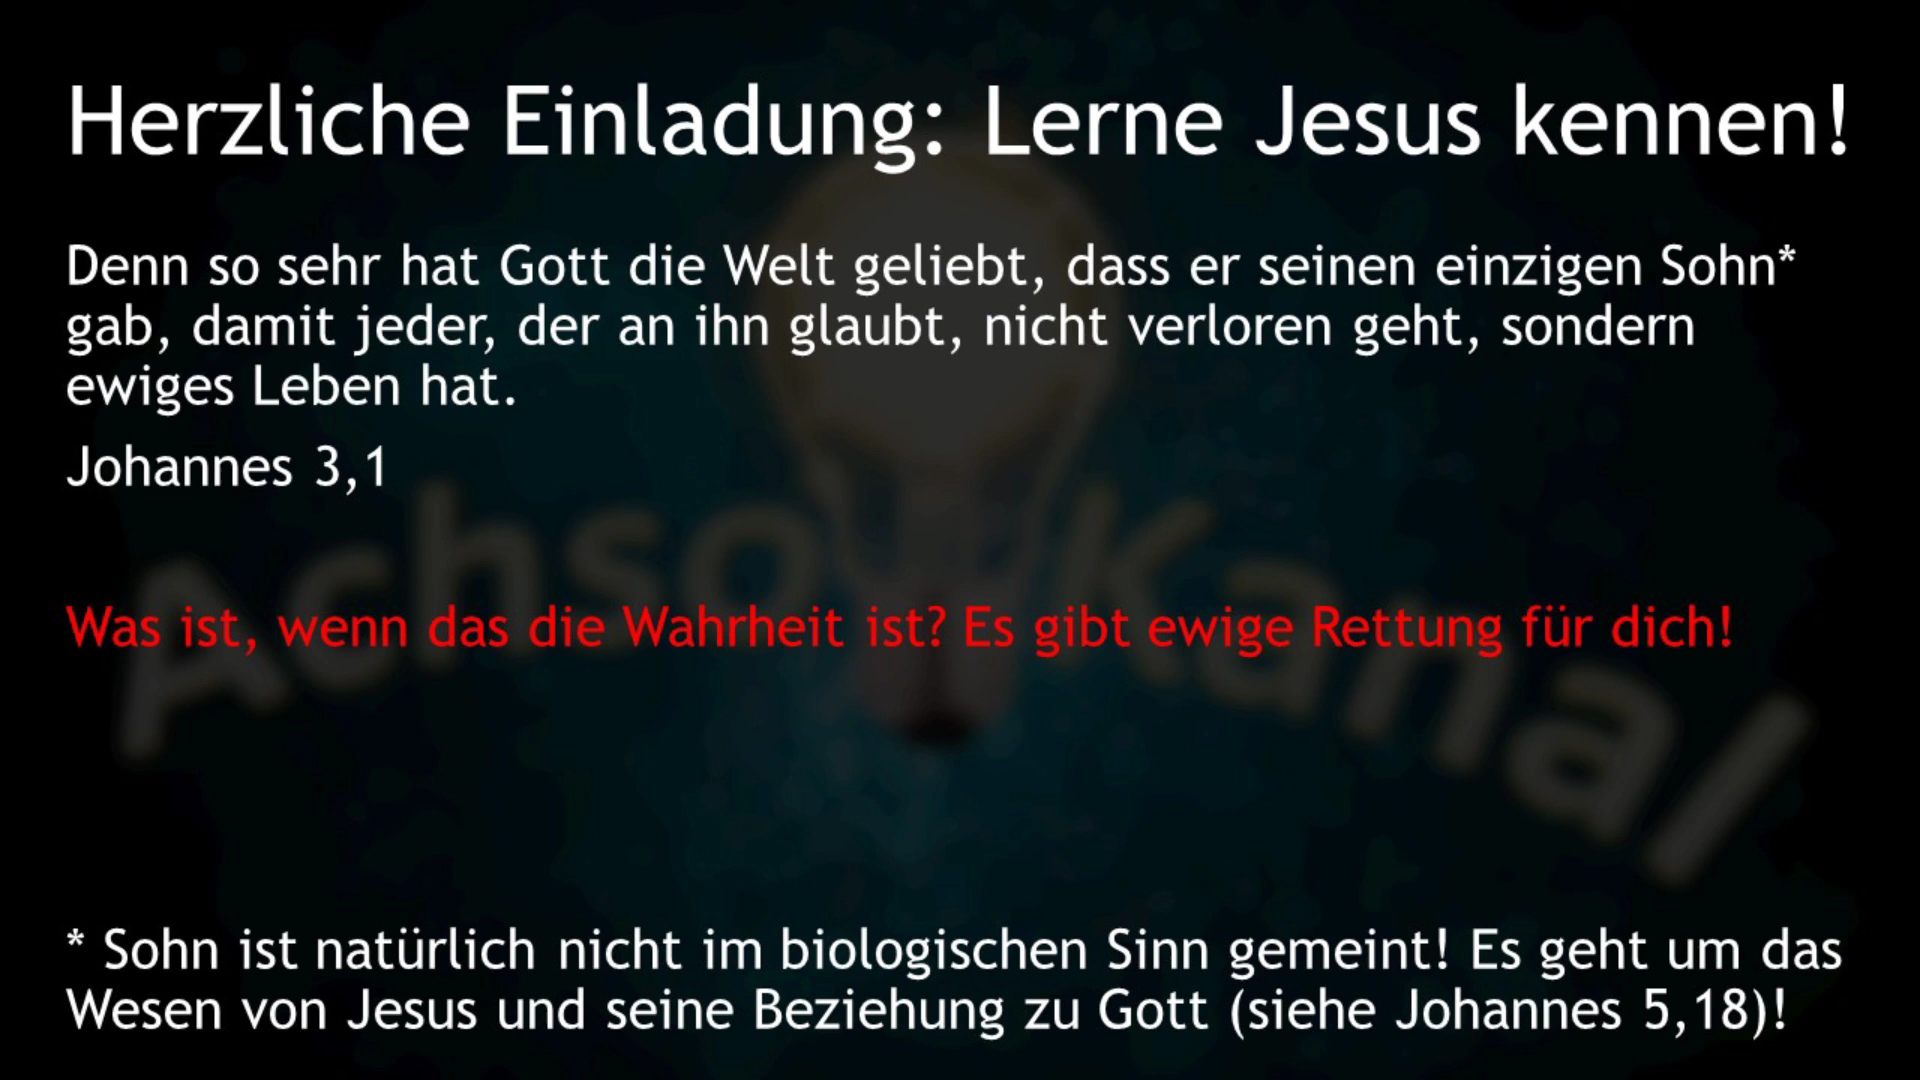 Herzliche Einladung: Lerne Jesus kennen!
Denn so sehr hat Gott die Welt geliebt, dass er seinen einzigen Sohn*
gab, damit jeder, der an ihn glaubt, nicht verloren geht, sondern
ewiges Leben hat.
Johannes 3,1
Achso Kanal
Was ist, wenn das die Wahrheit ist? Es gibt ewige Rettung für dich!
* Sohn ist natürlich nicht im biologischen Sinn gemeint! Es geht um das
Wesen von Jesus und seine Beziehung zu Gott (siehe Johannes 5,18)!